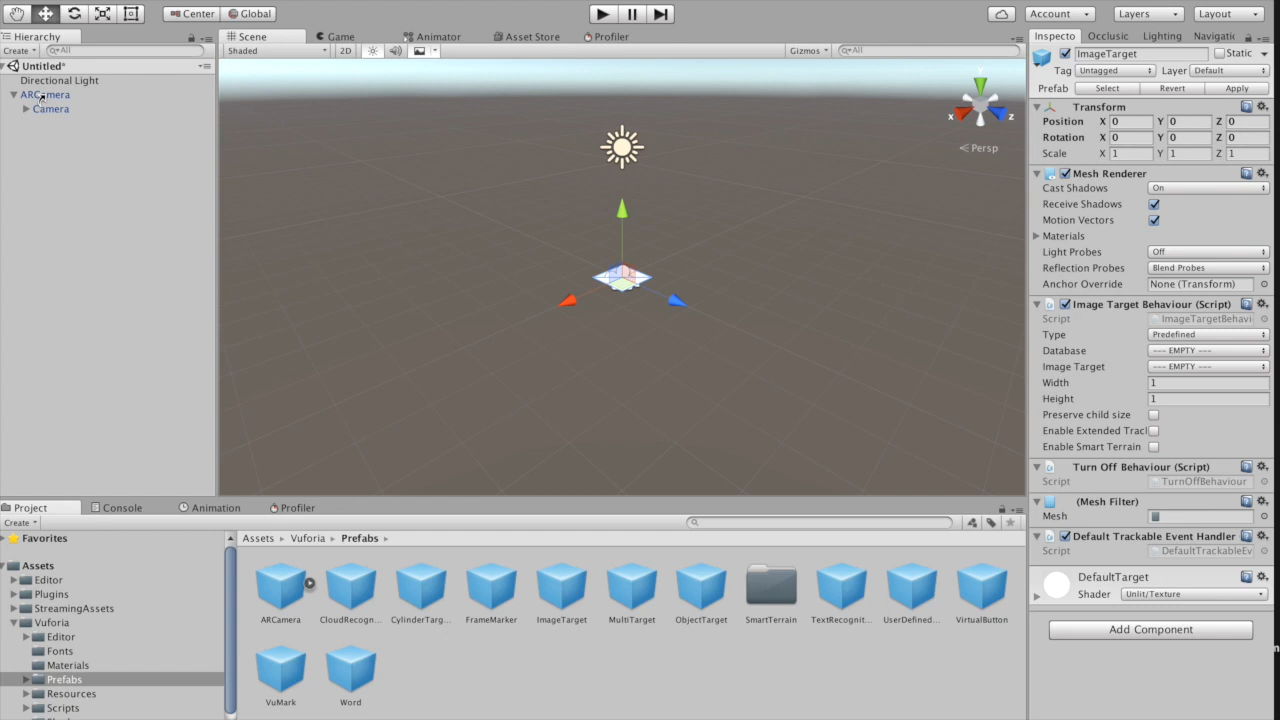 Center Global Account Layers Layout
Hierarchy Scene Game Animator Asset Store Profiler Inspecto Occlusic Lighting Navigatic
Create All Shaded 2D Gizmos All ImageTarget Static
Untitled* Tag Untagged Layer Default
Directional Light Prefab Select Revert Apply
ARCamera
Camera
Transform
Position X 0 Y 0 Z 0
Rotation X 0 Y 0 Z 0
Scale X 1 Y 1 Z 1
y
x z
Persp
Mesh Renderer
Cast Shadows On
Receive Shadows
Motion Vectors
Materials
Light Probes Off
Reflection Probes Blend Probes
Anchor Override None (Transform)
Image Target Behaviour (Script)
Script ImageTargetBehavi
Type Predefined
Database --- EMPTY ---
Image Target --- EMPTY ---
Width 1
Height 1
Preserve child size
Enable Extended Tracl
Enable Smart Terrain
Turn Off Behaviour (Script)
Script TurnOffBehaviour
(Mesh Filter)
Mesh
Default Trackable Event Handler
Script DefaultTrackableEv
DefaultTarget
Shader Unlit/Texture
Add Component
Project Console Animation Profiler
Create
Favorites
Assets
Editor
Plugins
StreamingAssets
Vuforia
Editor
Fonts
Materials
Prefabs
Resources
Scripts
Assets Vuforia Prefabs
ARCamera CloudRecogn... CylinderTarg... FrameMarker ImageTarget MultiTarget ObjectTarget SmartTerrain TextRecognit... UserDefined... VirtualButton
VuMark Word